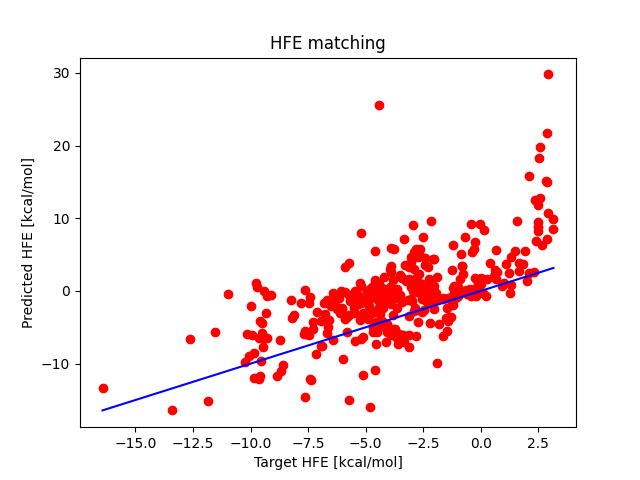 HFE matching
30
20
10
0
−10
Predicted HFE [kcal/mol]
−15.0 −12.5 −10.0 −7.5 −5.0 −2.5 0.0 2.5
Target HFE [kcal/mol]